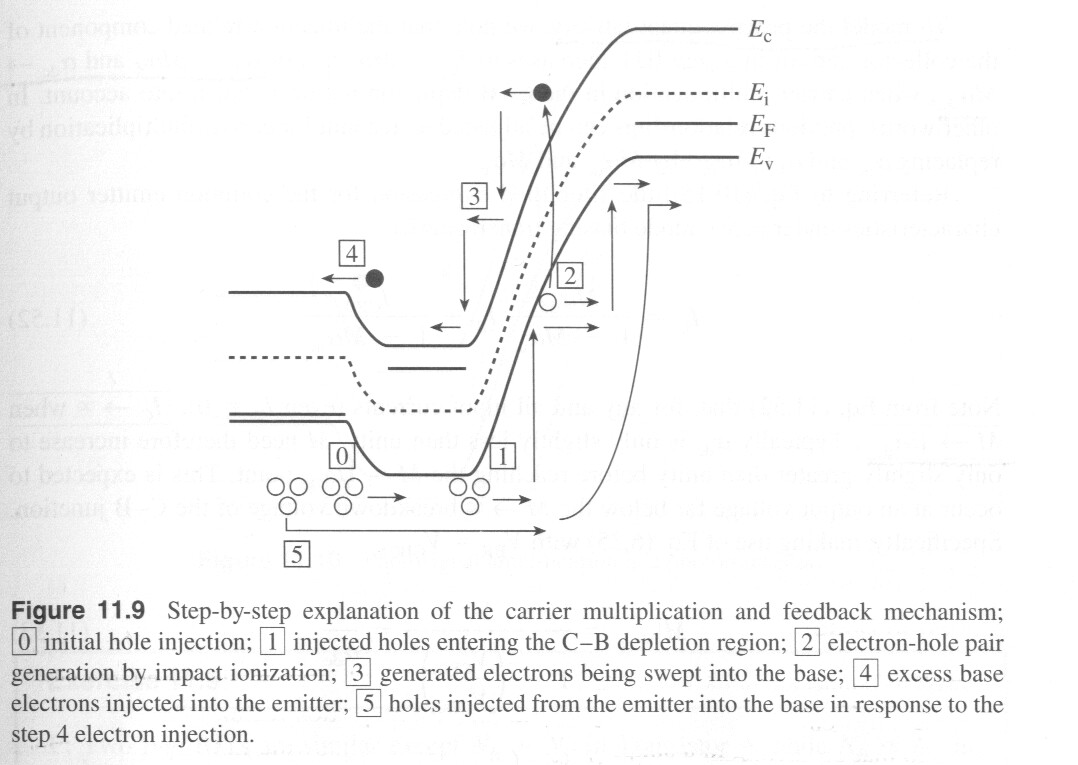 E_c
E_i
E_F
E_v
3
4
2
0
1
5
Figure 11.9 Step-by-step explanation of the carrier multiplication and feedback mechanism;
0 initial hole injection; 1 injected holes entering the C–B depletion region; 2 electron-hole pair
generation by impact ionization; 3 generated electrons being swept into the base; 4 excess base
electrons injected into the emitter; 5 holes injected from the emitter into the base in response to the
step 4 electron injection.